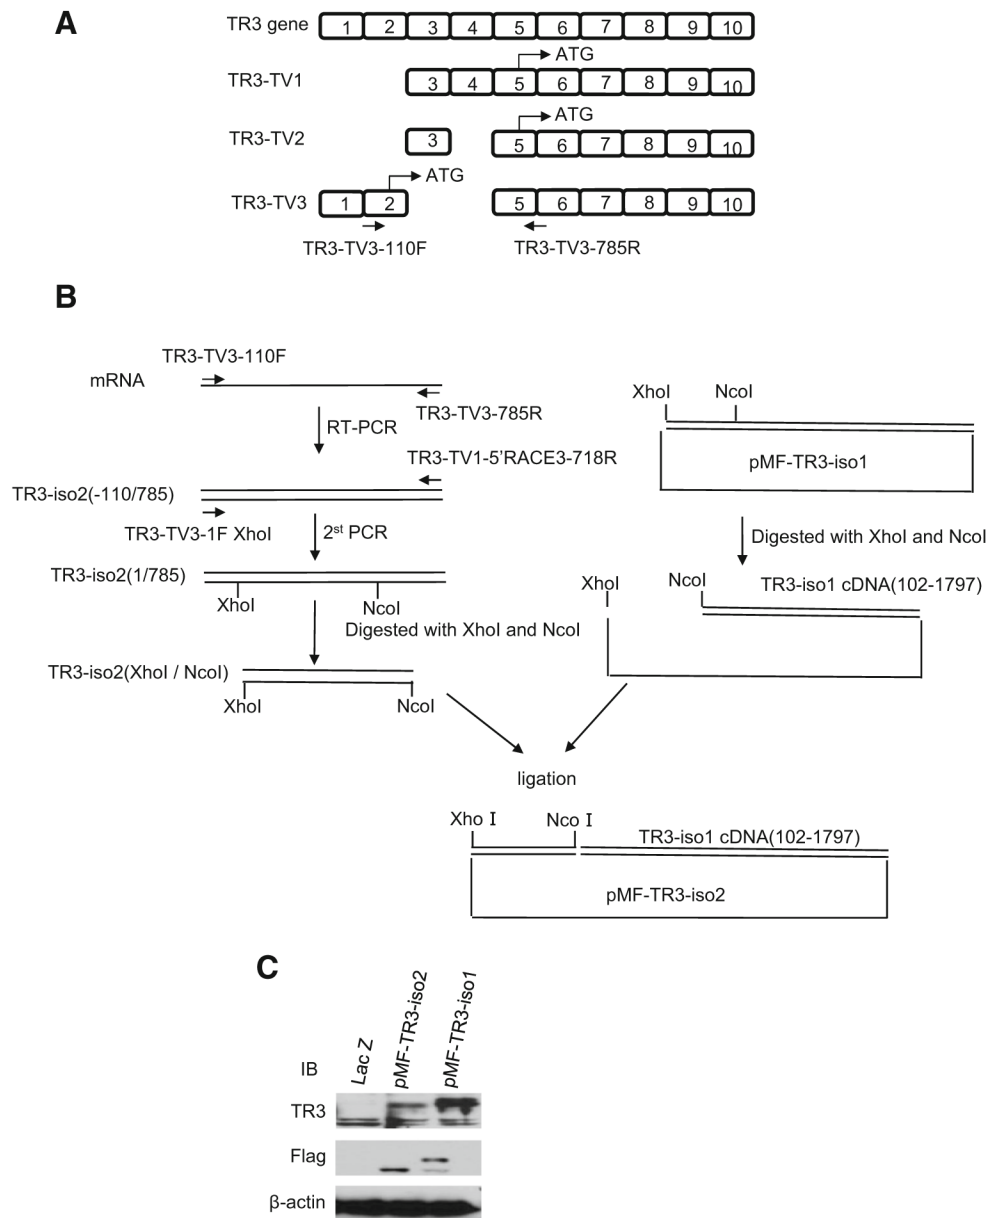 A
TR3 gene 1 2 3 4 5 6 7 8 9 10
ATG
TR3-TV1 3 4 5 6 7 8 9 10
ATG
TR3-TV2 3 5 6 7 8 9 10
ATG
TR3-TV3 1 2 5 6 7 8 9 10
TR3-TV3-110F TR3-TV3-785R
B
TR3-TV3-110F
mRNA
TR3-TV3-785R
RT-PCR
TR3-TV1-5'RACE3-718R
TR3-iso2(-110/785)
TR3-TV3-1F XhoI
2st PCR
TR3-iso2(1/785)
XhoI NcoI
Digested with XhoI and NcoI
TR3-iso2(XhoI / NcoI)
XhoI NcoI
XhoI NcoI
pMF-TR3-iso1
Digested with XhoI and NcoI
XhoI NcoI TR3-iso1 cDNA(102-1797)
ligation
Xho I Nco I TR3-iso1 cDNA(102-1797)
pMF-TR3-iso2
C
Lac Z
pMF-TR3-iso2
pMF-TR3-iso1
IB
TR3
Flag
β-actin